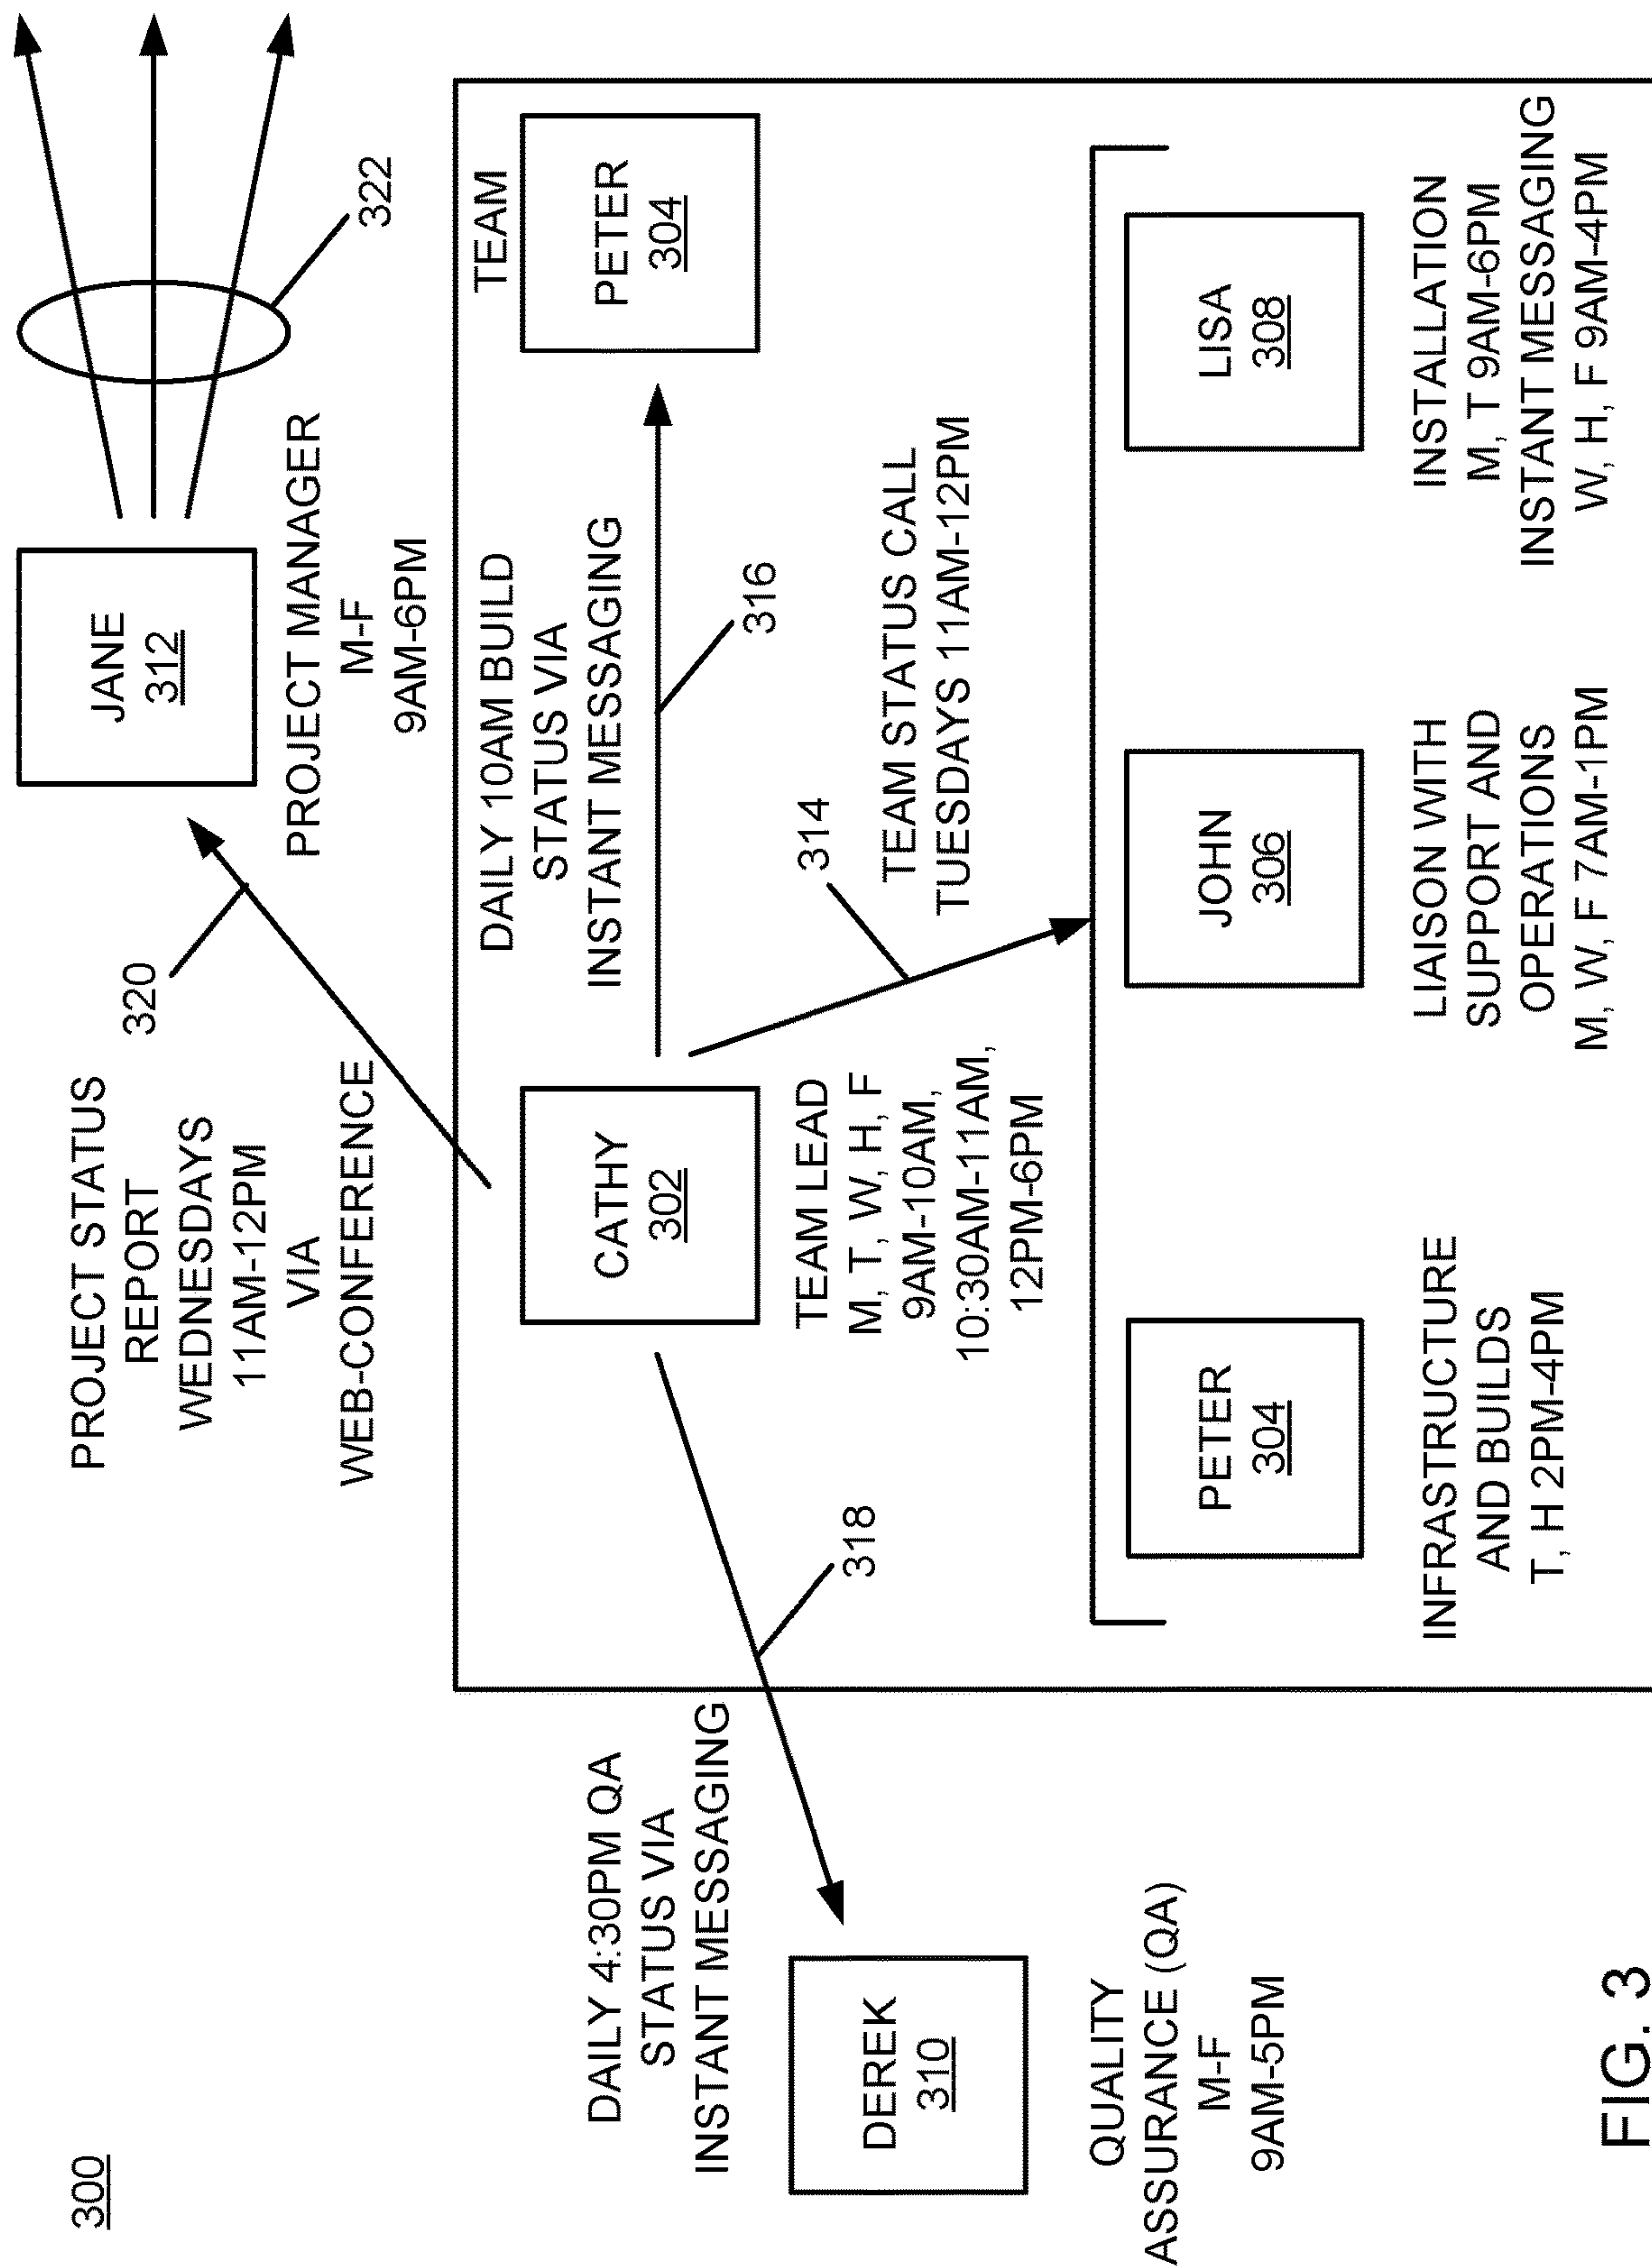 300
JANE
312
PROJECT MANAGER
M-F
9AM-6PM
322
320
PROJECT STATUS
REPORT
WEDNESDAYS
11AM-12PM
VIA
WEB-CONFERENCE
TEAM
DAILY 10AM BUILD
STATUS VIA
INSTANT MESSAGING
316
PETER
304
CATHY
302
TEAM LEAD
M, T, W, H, F
9AM-10AM,
10:30AM-11AM,
12PM-6PM
314
TEAM STATUS CALL
TUESDAYS 11AM-12PM
DAILY 4:30PM QA
STATUS VIA
INSTANT MESSAGING
318
DEREK
310
QUALITY
ASSURANCE (QA)
M-F
9AM-5PM
PETER
304
INFRASTRUCTURE
AND BUILDS
T, H 2PM-4PM
JOHN
306
LIAISON WITH
SUPPORT AND
OPERATIONS
M, W, F 7AM-1PM
LISA
308
INSTALLATION
M, T 9AM-6PM
INSTANT MESSAGING
W, H, F 9AM-4PM
FIG. 3